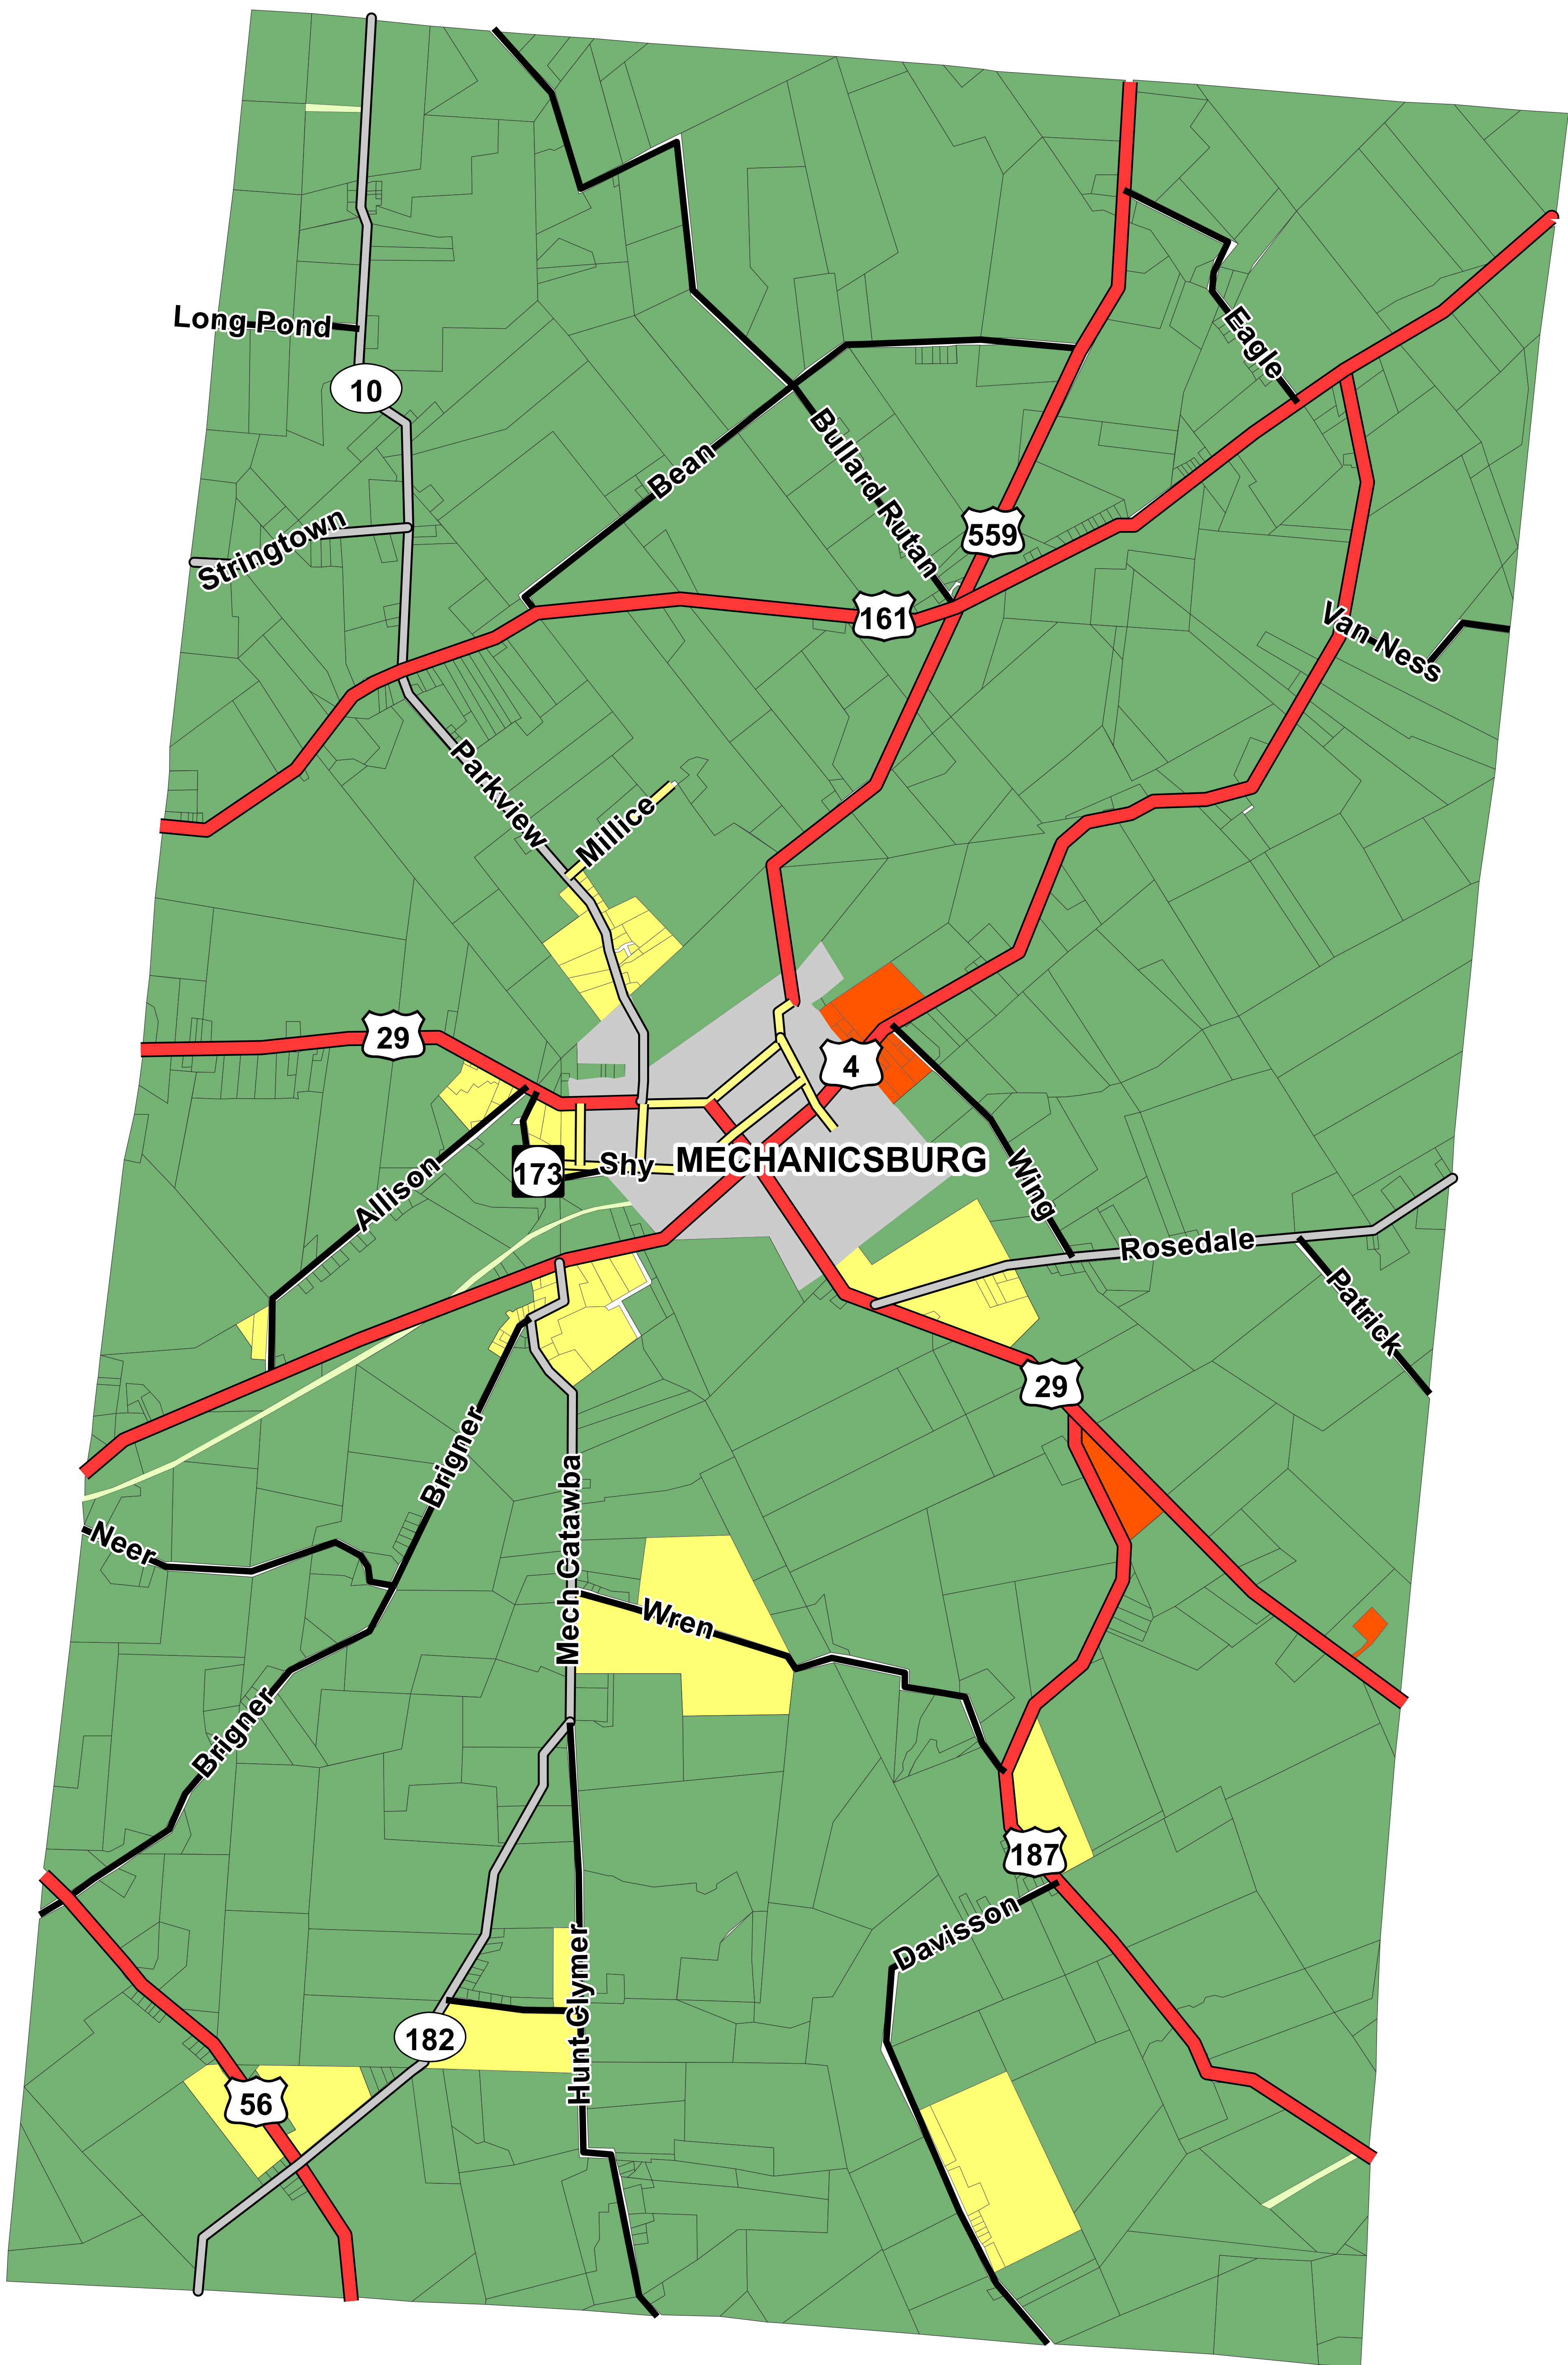 Long Pond
10
Eagle
Bean
Bullard Rutan
Stringtown
559
161
Van Ness
Parkview
Millice
29
4
173
Shy
MECHANICSBURG
Allison
Wing
Rosedale
Patrick
29
Brigner
Mech Catawba
Neer
Wren
Brigner
187
Davisson
Hunt Clymer
182
56